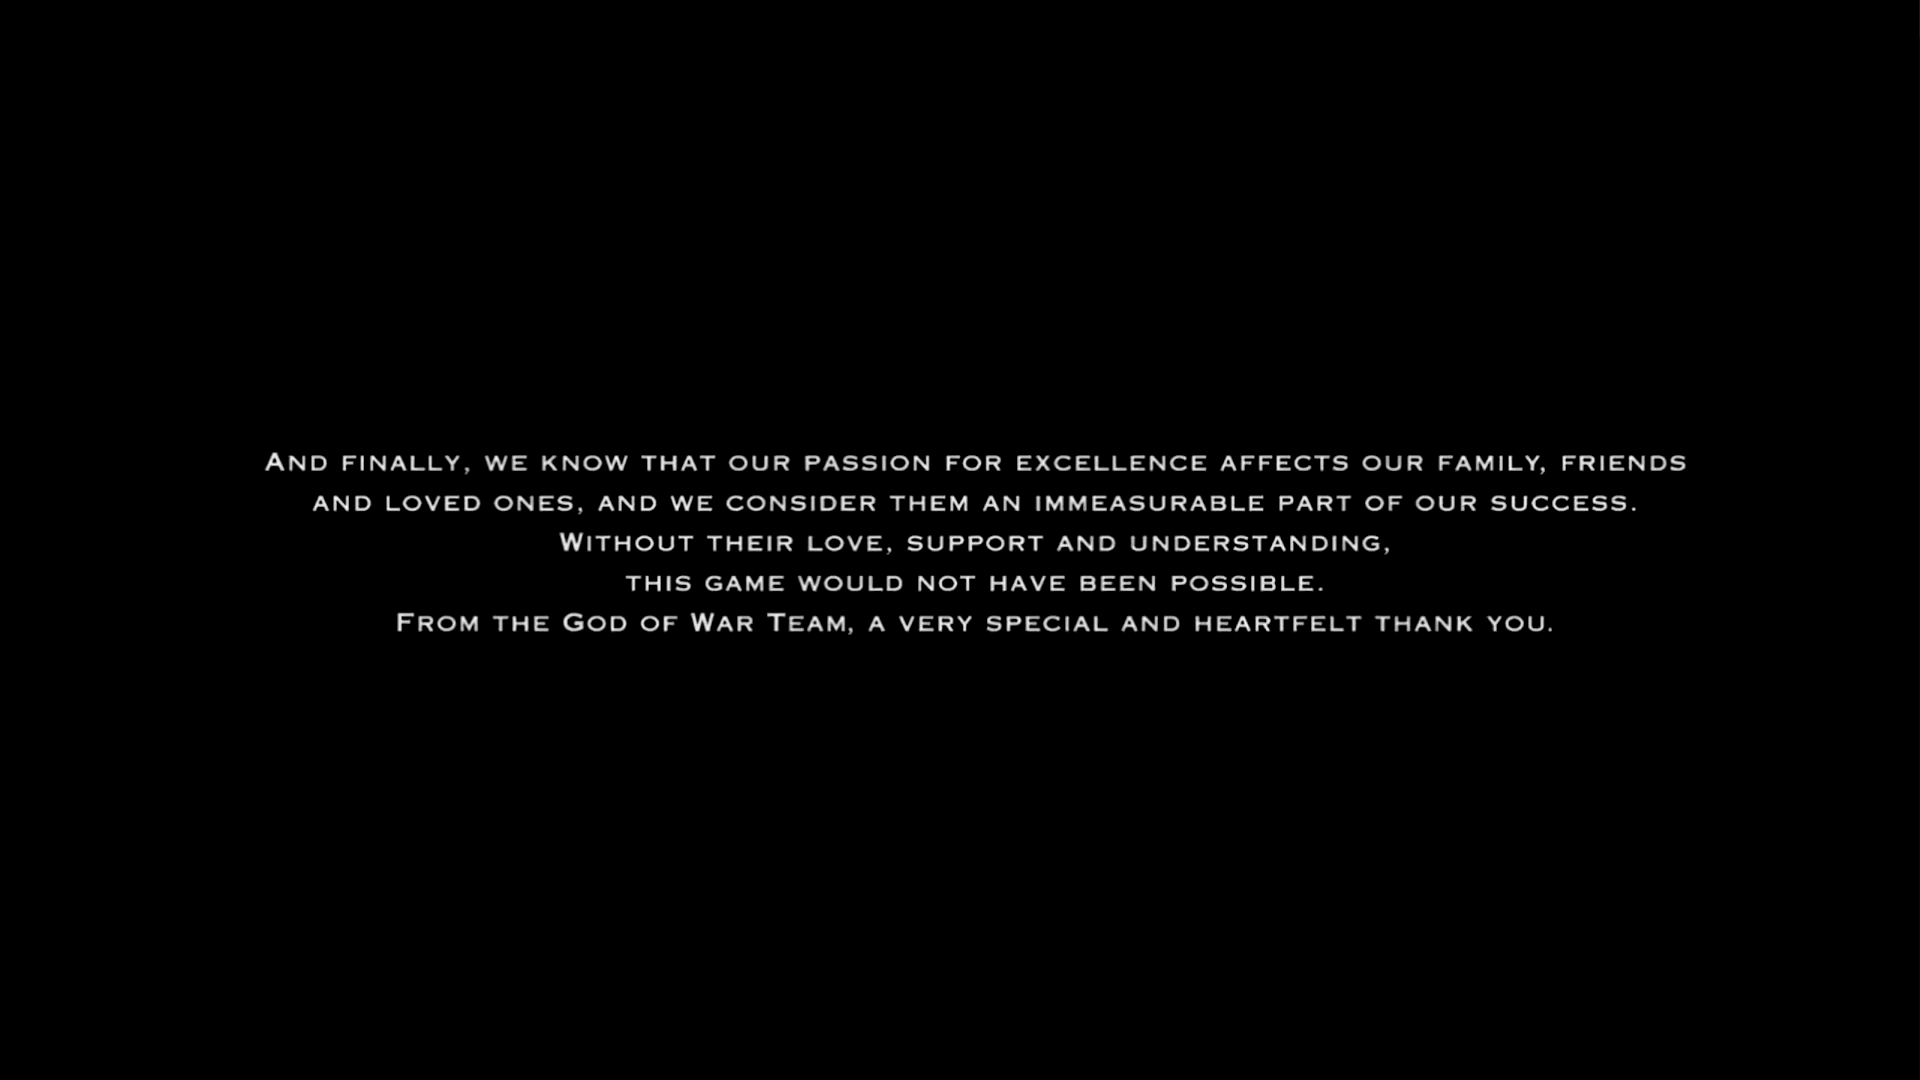 And finally, we know that our passion for excellence affects our family, friends
and loved ones, and we consider them an immeasurable part of our success.
Without their love, support and understanding,
this game would not have been possible.
From the God of War Team, a very special and heartfelt thank you.